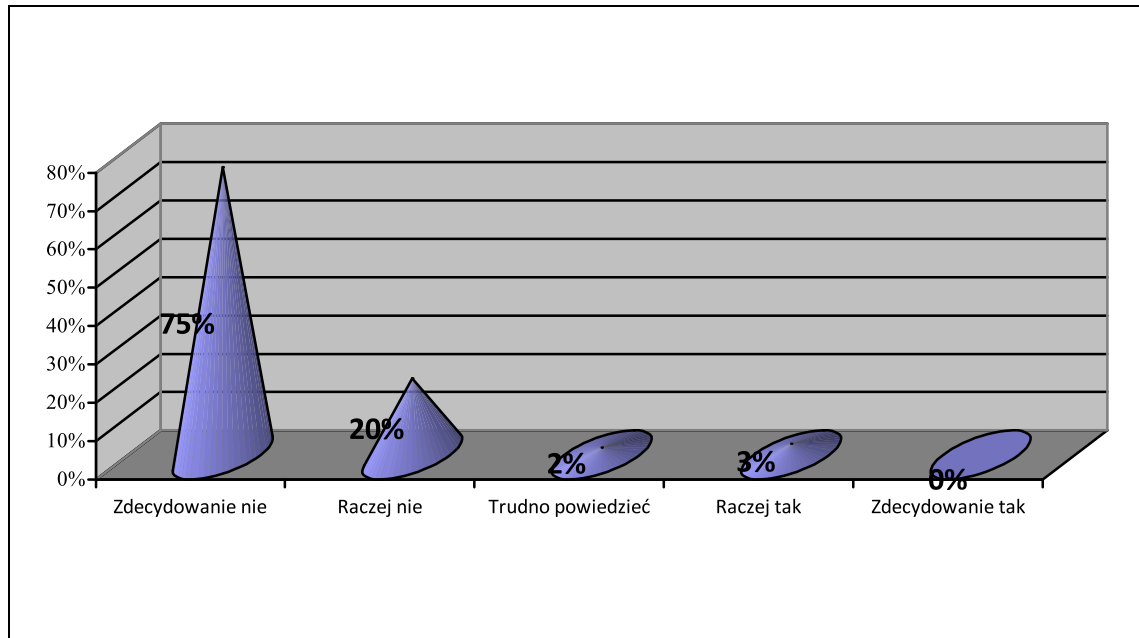 80%
70%
60%
50%
40%
30%
20%
10%
0%
75%
20%
2%
3%
0%
Zdecydowanie nie
Raczej nie
Trudno powiedzieć
Raczej tak
Zdecydowanie tak